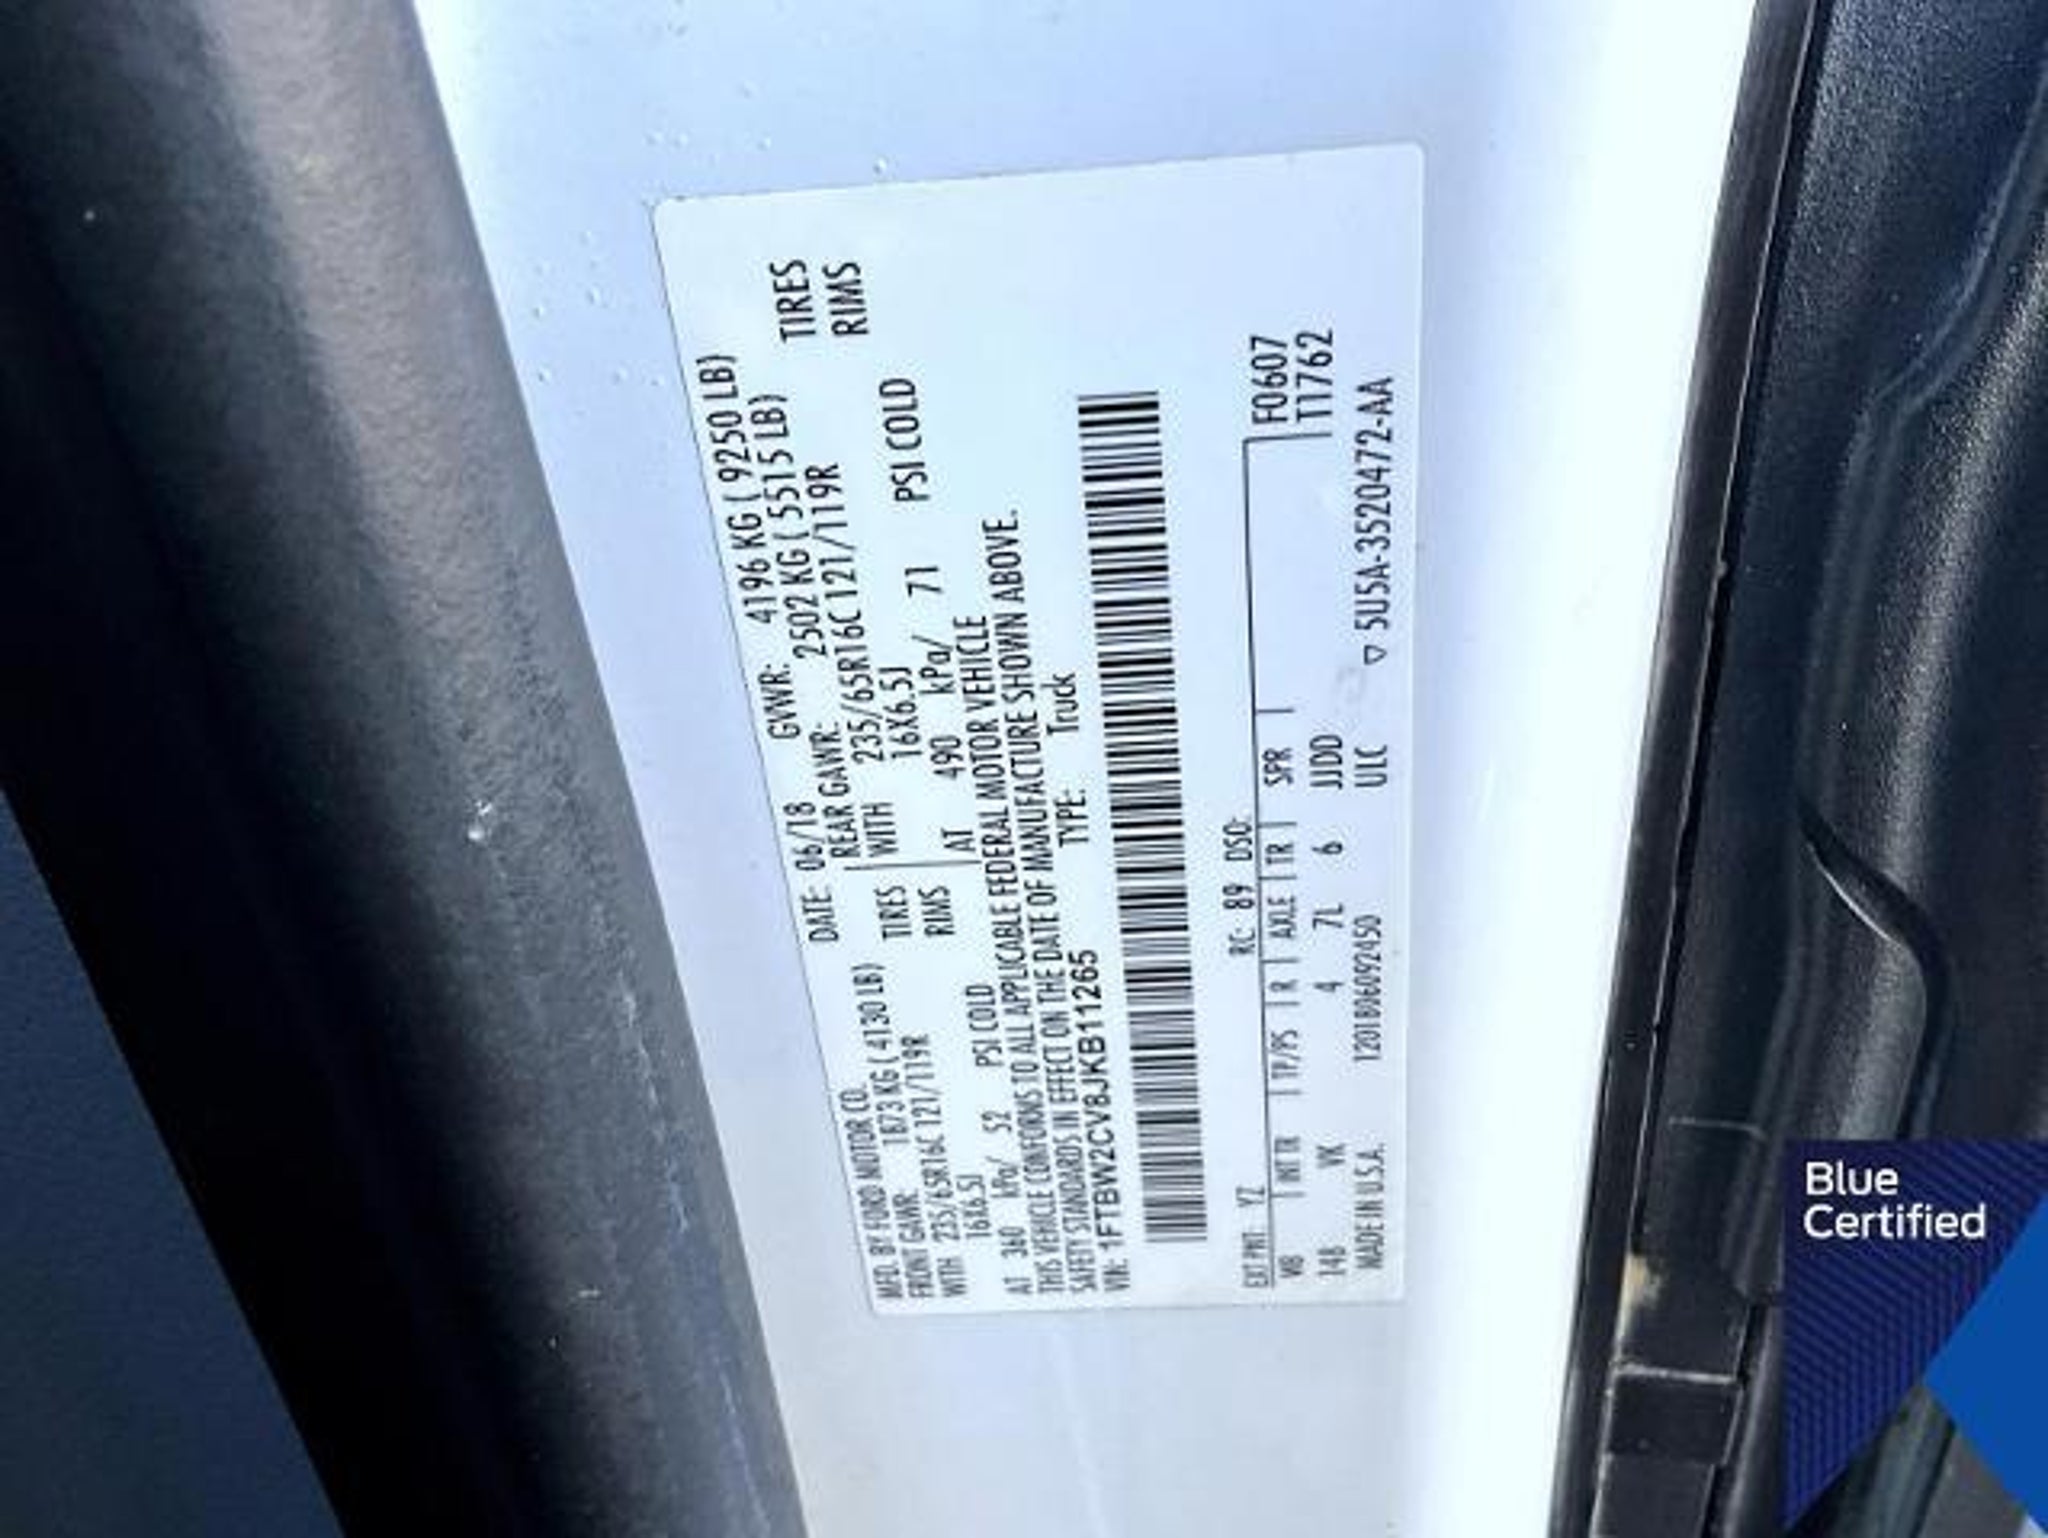 MFD. BY FORD MOTOR CO. DATE: 06/18 GVWR: 4196 KG ( 9250 LB)
FRONT GAWR: 1873 KG ( 4130 LB) REAR GAWR: 2502 KG ( 5515 LB)
WITH 235/65R16C 121/119R TIRES WITH 235/65R16C 121/119R TIRES
16X6.5J RIMS 16X6.5J RIMS
AT 360 kPa/ 52 PSI COLD AT 490 kPa/ 71 PSI COLD
THIS VEHICLE CONFORMS TO ALL APPLICABLE FEDERAL MOTOR VEHICLE
SAFETY STANDARDS IN EFFECT ON THE DATE OF MANUFACTURE SHOWN ABOVE.
VIN: 1FTBW2CV8JKB11265 TYPE: Truck
EXT PNT: YZ RC: 89 DSO: F0607
WB INT TR TP/PS R AXLE TR SPR T1762
148 VK 4 7L 6 JJDD
MADE IN U.S.A. 1201806092450 ULC ▽ 5U5A-3520472-AA
Blue
Certified